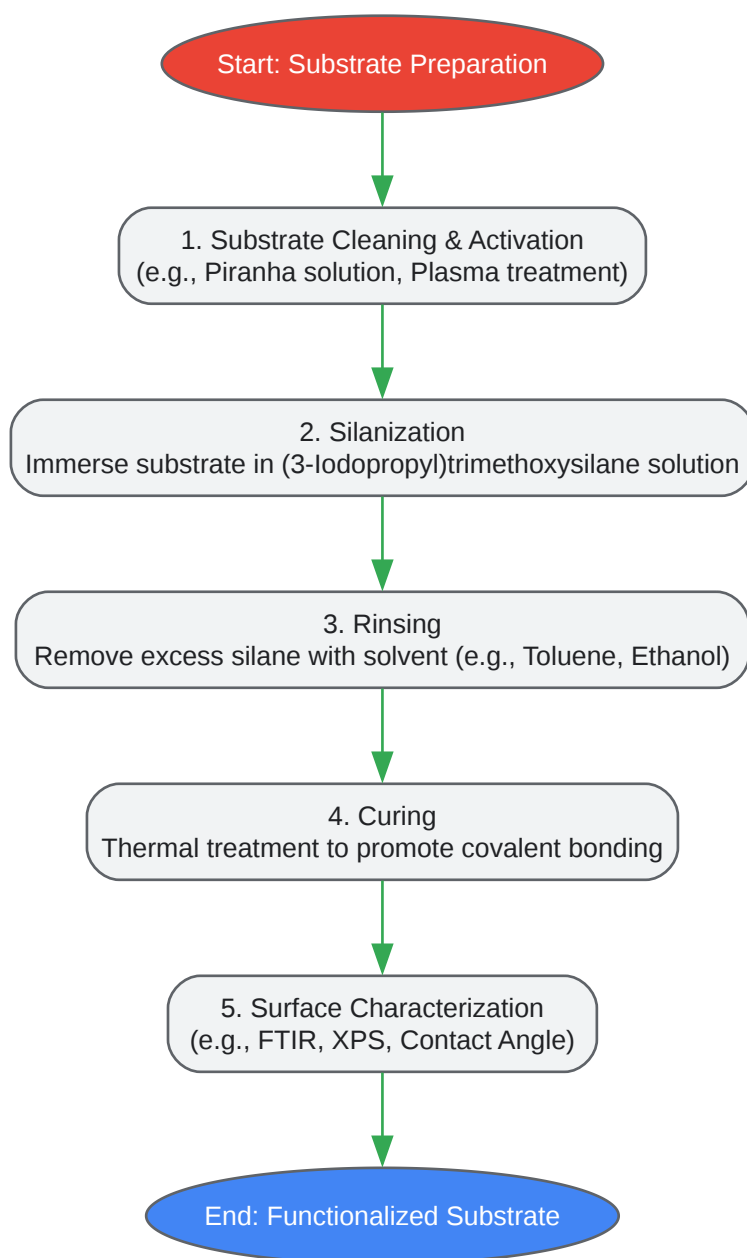 Start: Substrate Preparation
1. Substrate Cleaning & Activation
(e.g., Piranha solution, Plasma treatment)
2. Silanization
Immerse substrate in (3-Iodopropyl)trimethoxysilane solution
3. Rinsing
Remove excess silane with solvent (e.g., Toluene, Ethanol)
4. Curing
Thermal treatment to promote covalent bonding
5. Surface Characterization
(e.g., FTIR, XPS, Contact Angle)
End: Functionalized Substrate